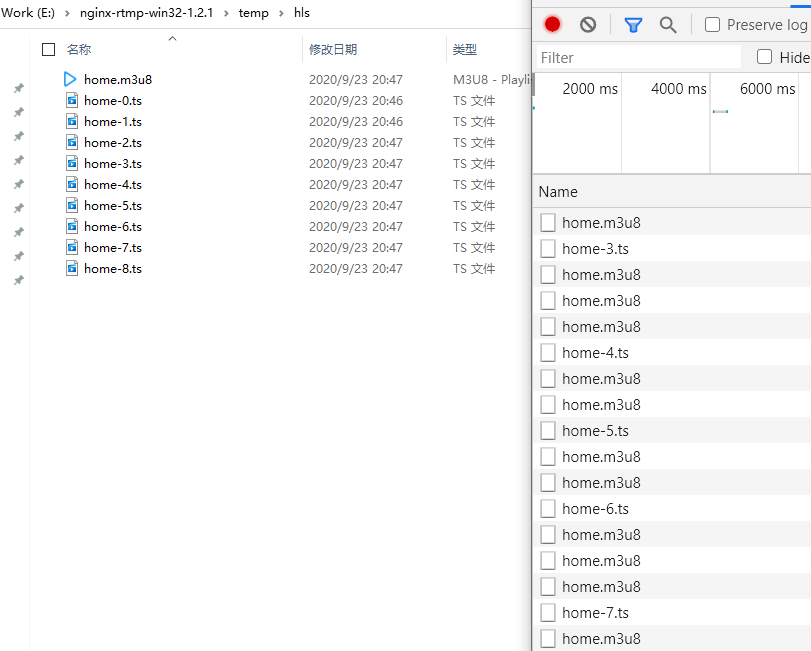 Work (E:) › nginx-rtmp-win32-1.2.1 › temp › hls
名称 修改日期 类型
home.m3u8 2020/9/23 20:47 M3U8 - Playli
home-0.ts 2020/9/23 20:46 TS 文件
home-1.ts 2020/9/23 20:46 TS 文件
home-2.ts 2020/9/23 20:47 TS 文件
home-3.ts 2020/9/23 20:47 TS 文件
home-4.ts 2020/9/23 20:47 TS 文件
home-5.ts 2020/9/23 20:47 TS 文件
home-6.ts 2020/9/23 20:47 TS 文件
home-7.ts 2020/9/23 20:47 TS 文件
home-8.ts 2020/9/23 20:47 TS 文件
Preserve log
Filter Hide
2000 ms 4000 ms 6000 ms
Name
home.m3u8
home-3.ts
home.m3u8
home.m3u8
home.m3u8
home-4.ts
home.m3u8
home.m3u8
home-5.ts
home.m3u8
home.m3u8
home-6.ts
home.m3u8
home.m3u8
home.m3u8
home-7.ts
home.m3u8